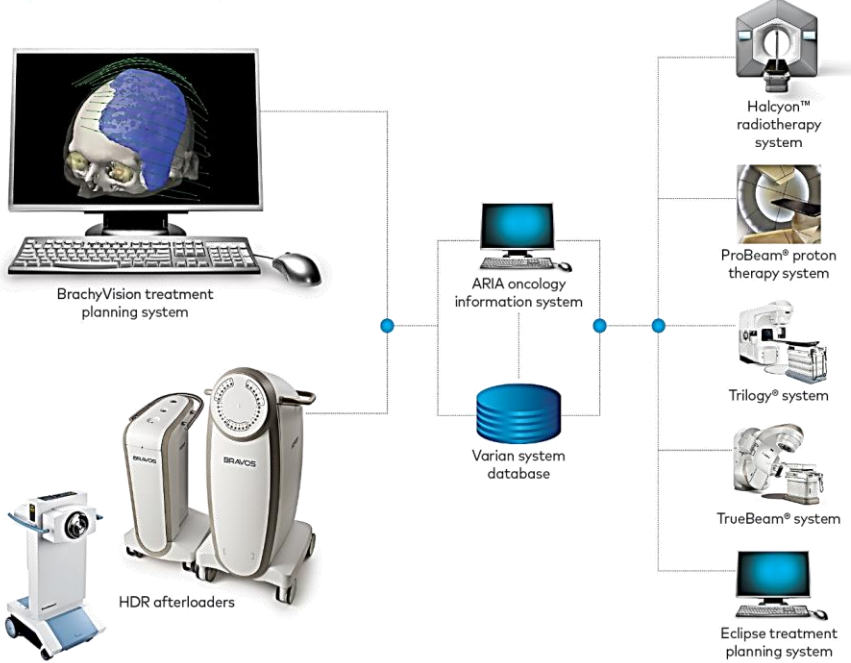 BrachyVision treatment
planning system
BRAVOS
BRAVOS
HDR afterloaders
ARIA oncology
information system
Varian system
database
Halcyon™
radiotherapy
system
ProBeam® proton
therapy system
Trilogy® system
TrueBeam® system
Eclipse treatment
planning system